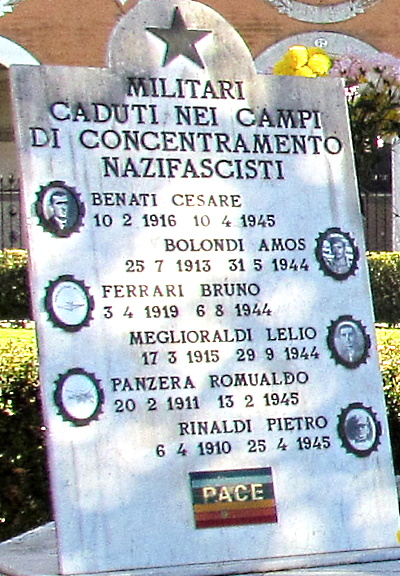 MILITARI
CADUTI NEI CAMPI
DI CONCENTRAMENTO
NAZIFASCISTI
BENATI CESARE
10 2 1916 10 4 1945
BOLONDI AMOS
25 7 1913 31 5 1944
FERRARI BRUNO
3 4 1919 6 8 1944
MEGLIORALDI LELIO
17 3 1915 29 9 1944
PANZERA ROMUALDO
20 2 1911 13 2 1945
RINALDI PIETRO
6 4 1910 25 4 1945
PACE